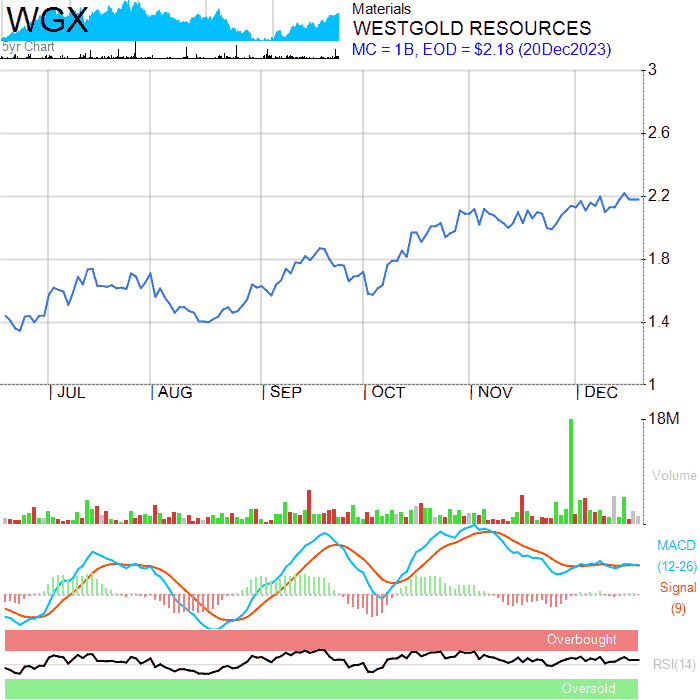 WGX
5yr Chart
Materials
WESTGOLD RESOURCES
MC = 1B, EOD = $2.18 (20Dec2023)
3
2.6
2.2
1.8
1.4
1
JUL AUG SEP OCT NOV DEC
18M
Volume
MACD
(12-26)
Signal
(9)
Overbought
RSI(14)
Oversold